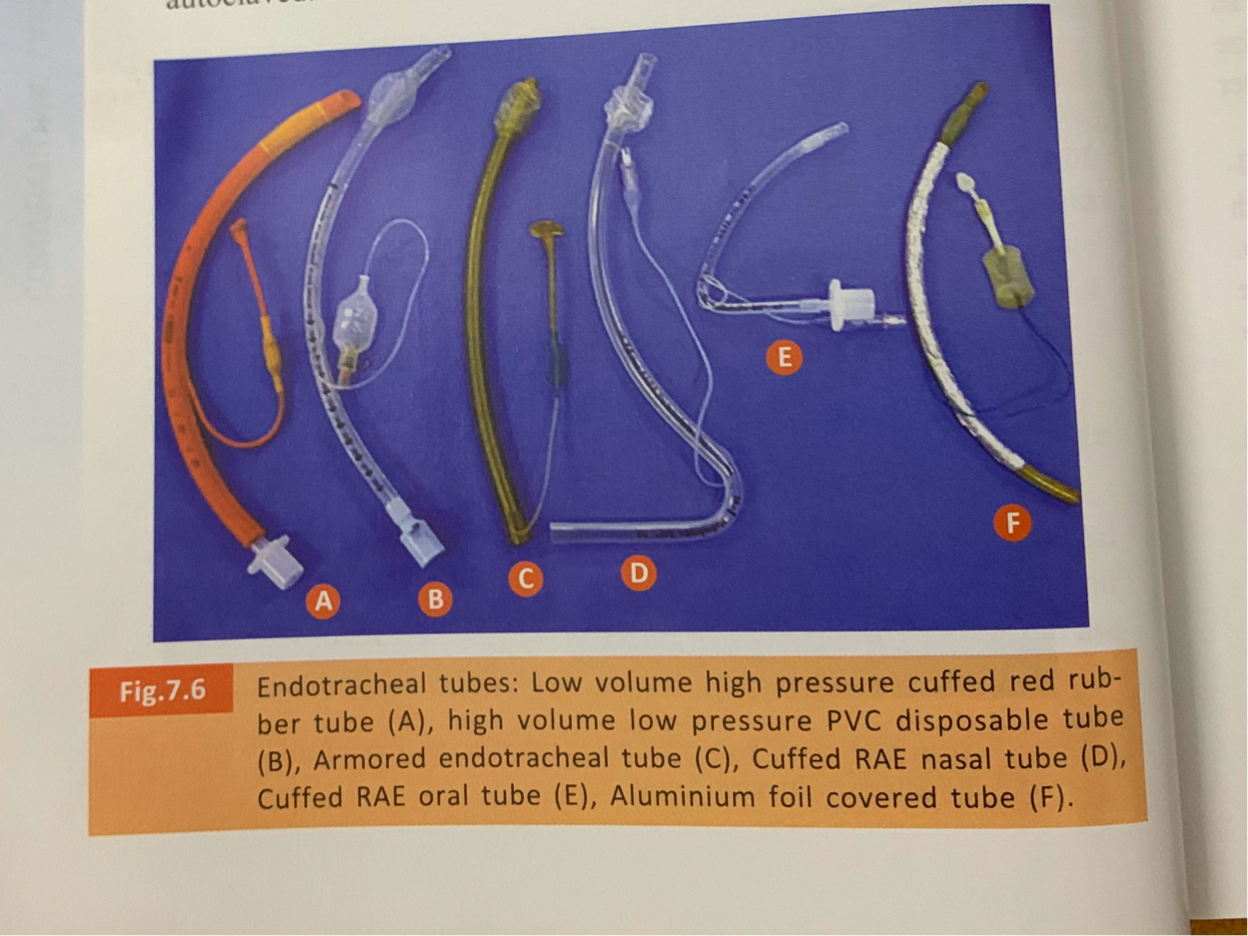 autoclaved.
A
B
C
D
E
F
Fig.7.6
Endotracheal tubes: Low volume high pressure cuffed red rub-
ber tube (A), high volume low pressure PVC disposable tube
(B), Armored endotracheal tube (C), Cuffed RAE nasal tube (D),
Cuffed RAE oral tube (E), Aluminium foil covered tube (F).